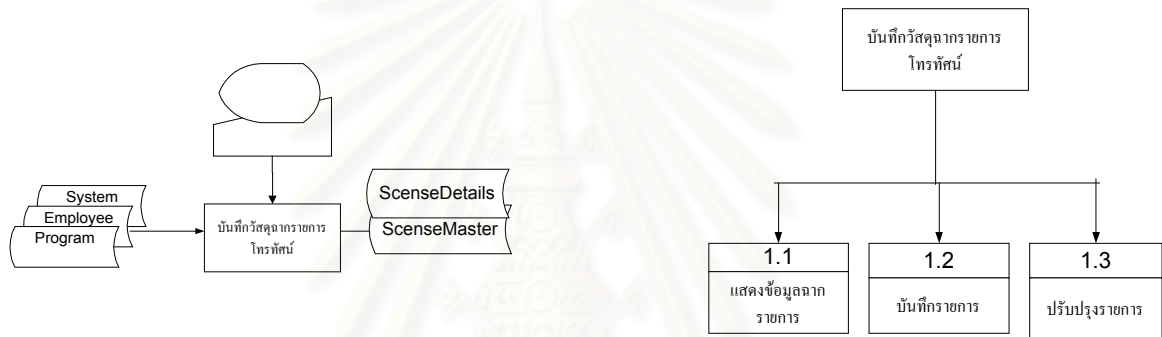 System
Employee
Program
บันทึกวัสดุฉากรายการ
โทรทัศน์
ScenseDetails
ScenseMaster
บันทึกวัสดุฉากรายการ
โทรทัศน์
1.1
แสดงข้อมูลฉาก
รายการ
1.2
บันทึกรายการ
1.3
ปรับปรุงรายการ